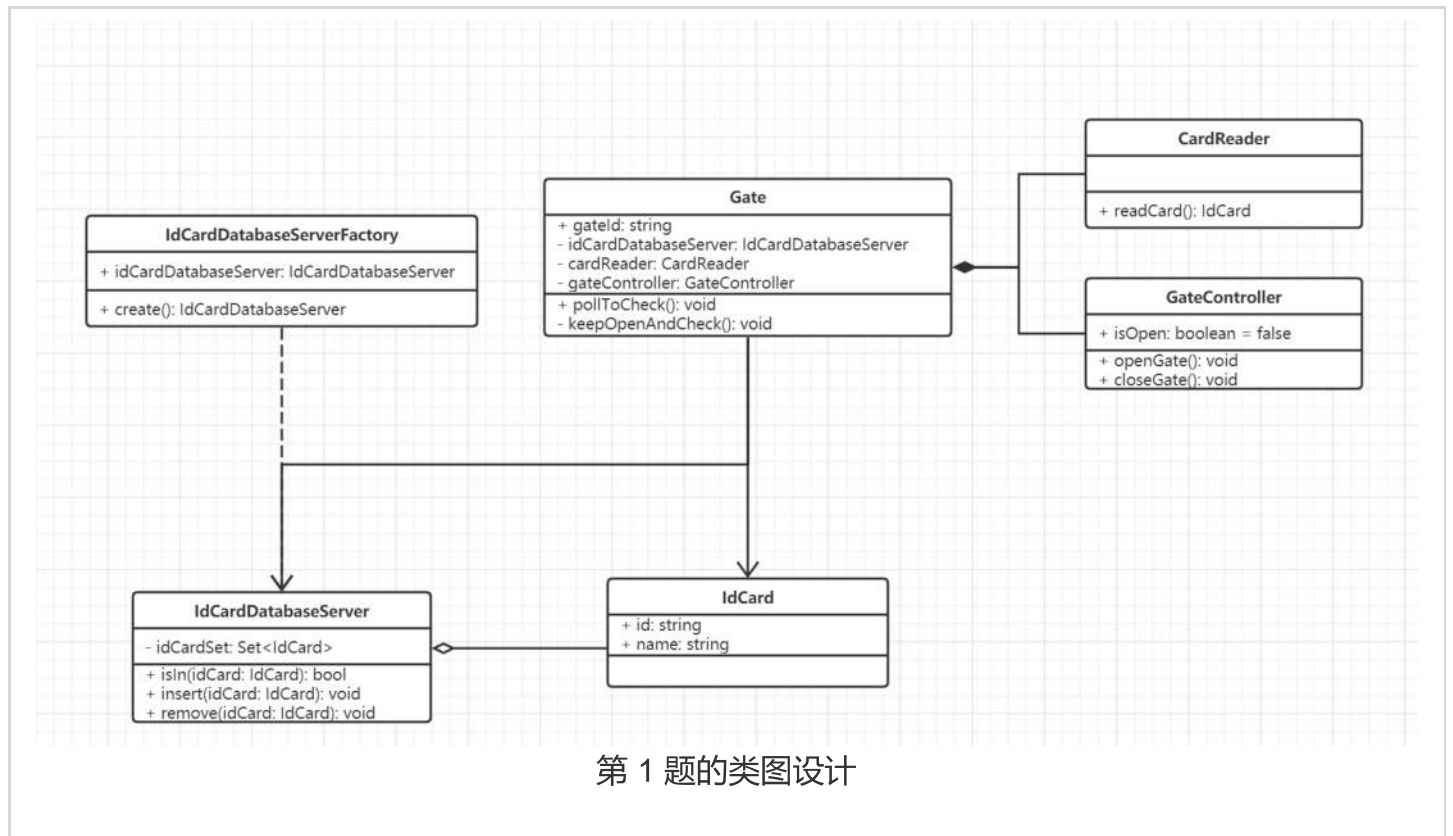 CardReader
+ readCard(): IdCard
Gate
+ gateId: string
- idCardDatabaseServer: IdCardDatabaseServer
- cardReader: CardReader
- gateController: GateController
+ pollToCheck(): void
- keepOpenAndCheck(): void
IdCardDatabaseServerFactory
+ idCardDatabaseServer: IdCardDatabaseServer
+ create(): IdCardDatabaseServer
GateController
+ isOpen: boolean = false
+ openGate(): void
+ closeGate(): void
IdCardDatabaseServer
- idCardSet: Set<IdCard>
+ isIn(idCard: IdCard): bool
+ insert(idCard: IdCard): void
+ remove(idCard: IdCard): void
IdCard
+ id: string
+ name: string
第 1 题的类图设计